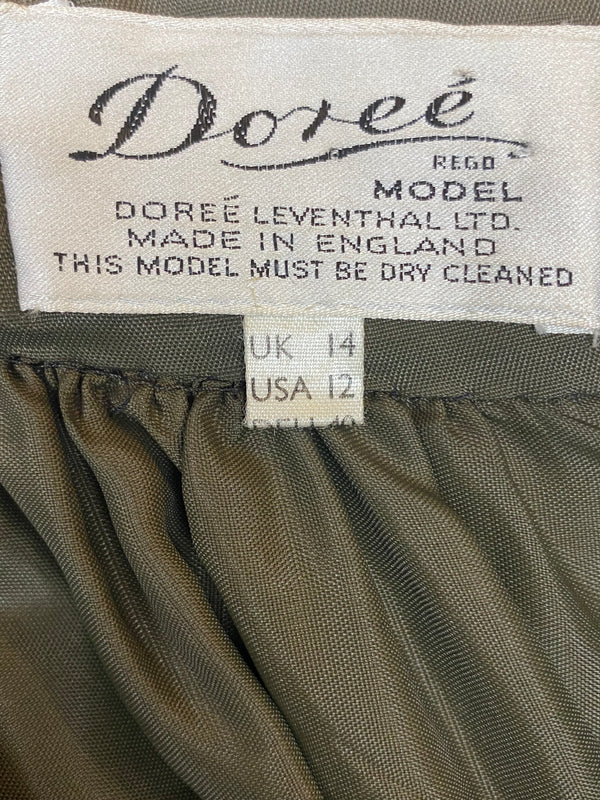 Doreé
REGD
MODEL
DOREÉ LEVENTHAL LTD.
MADE IN ENGLAND
THIS MODEL MUST BE DRY CLEANED
UK 14
USA 12